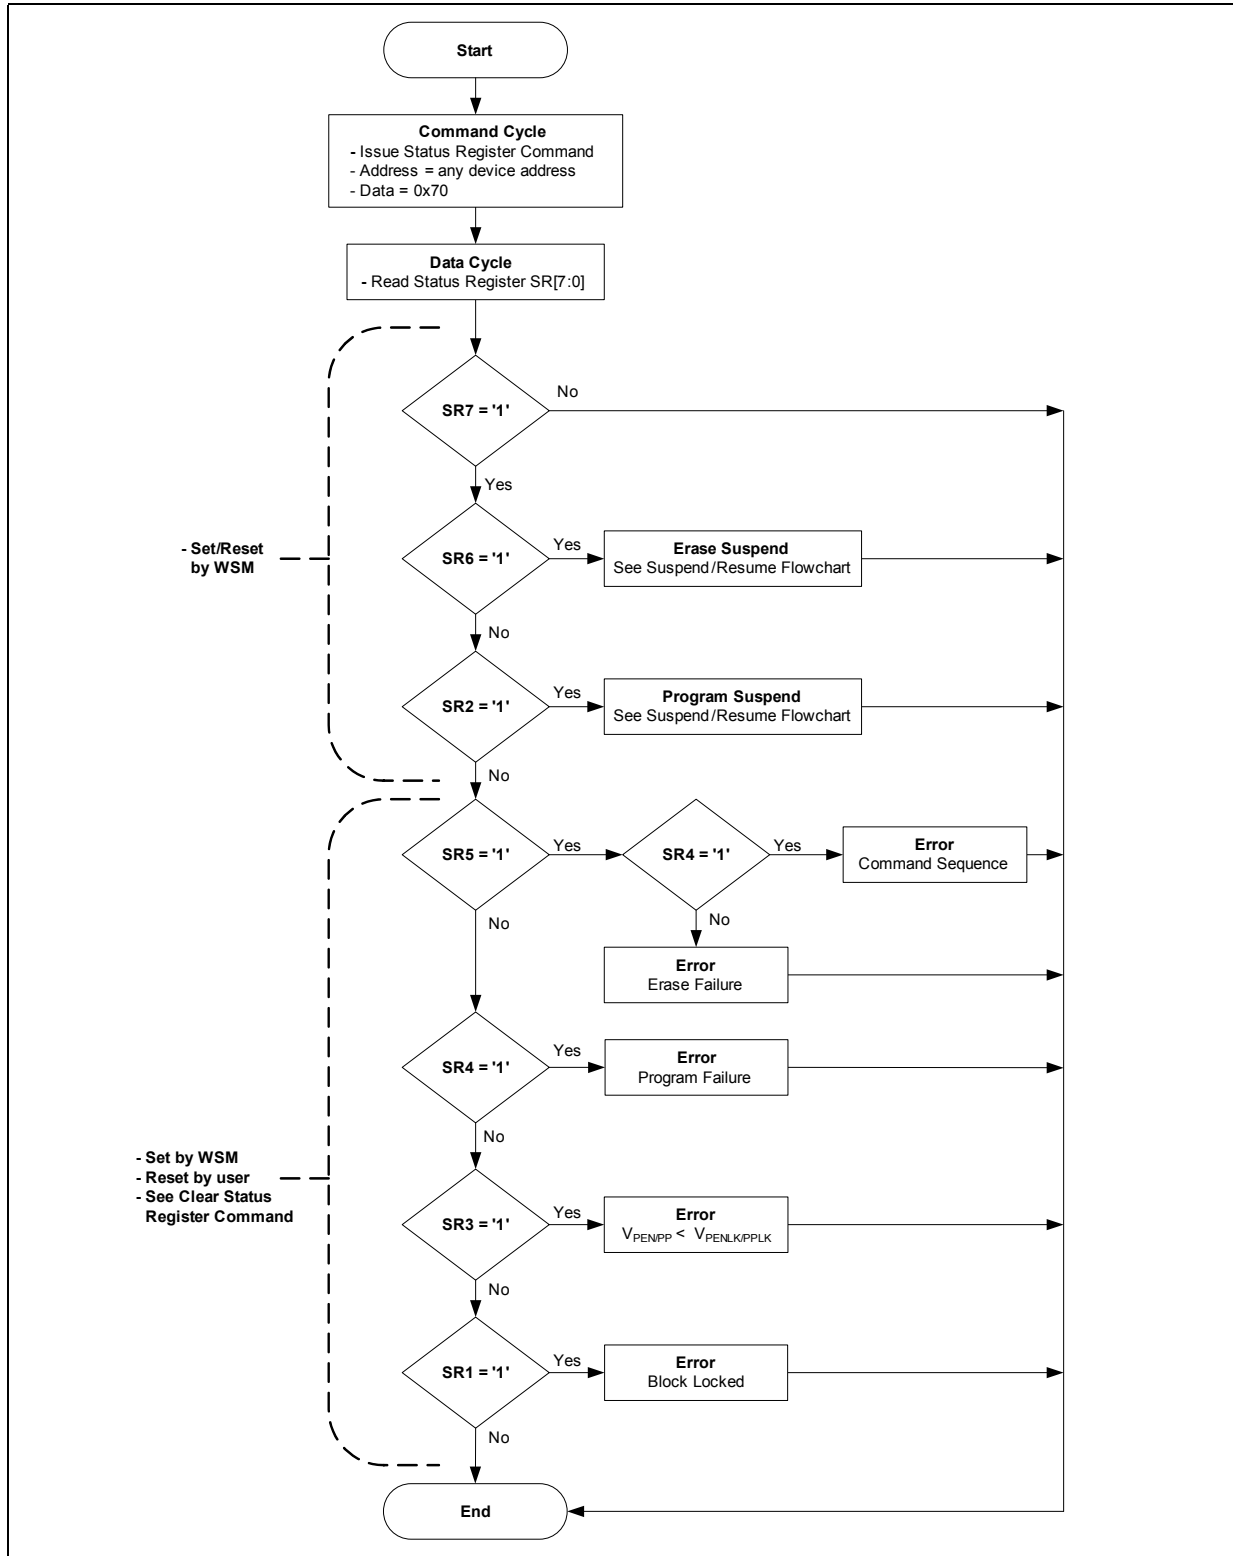 Start
Command Cycle
- Issue Status Register Command
- Address = any device address
- Data = 0x70
Data Cycle
- Read Status Register SR[7:0]
SR7 = '1'
No
Yes
- Set/Reset
by WSM
SR6 = '1'
Yes
Erase Suspend
See Suspend/Resume Flowchart
No
SR2 = '1'
Yes
Program Suspend
See Suspend/Resume Flowchart
No
SR5 = '1'
Yes
SR4 = '1'
Yes
Error
Command Sequence
No
No
Error
Erase Failure
SR4 = '1'
Yes
Error
Program Failure
No
- Set by WSM
- Reset by user
- See Clear Status
Register Command
SR3 = '1'
Yes
Error
VPEN/PP < VPENLK/PPLK
No
SR1 = '1'
Yes
Error
Block Locked
No
End